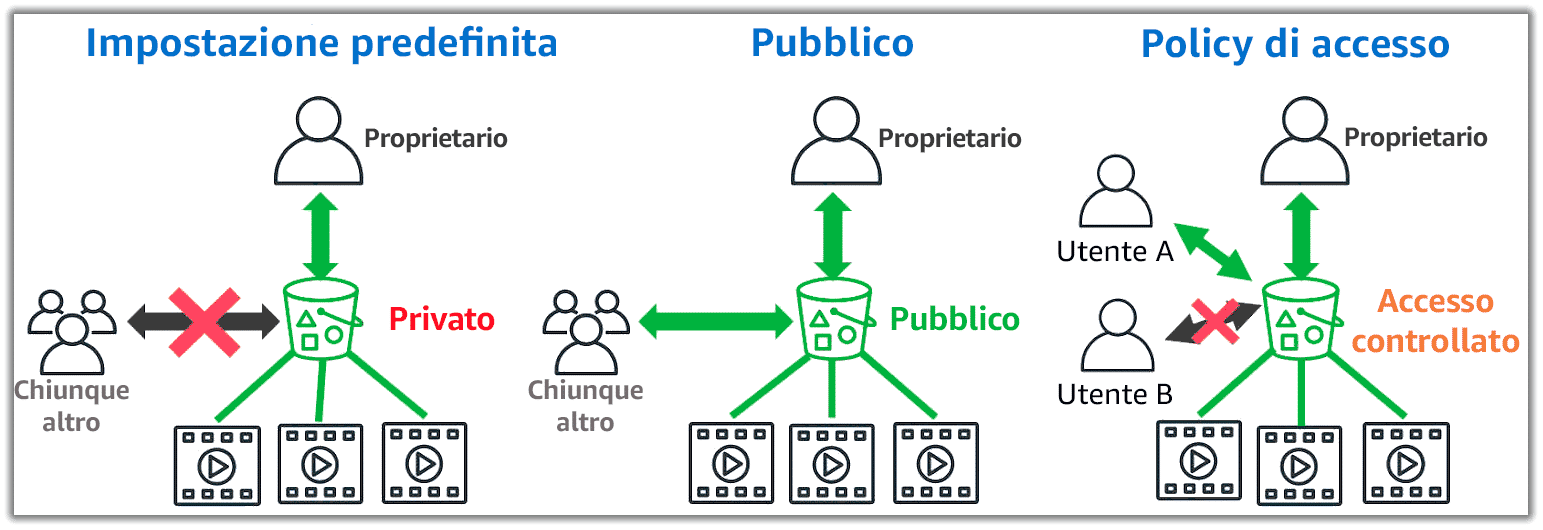 Impostazione predefinita
Proprietario
Privato
Chiunque
altro
Pubblico
Proprietario
Pubblico
Chiunque
altro
Policy di accesso
Proprietario
Utente A
Accesso
controllato
Utente B